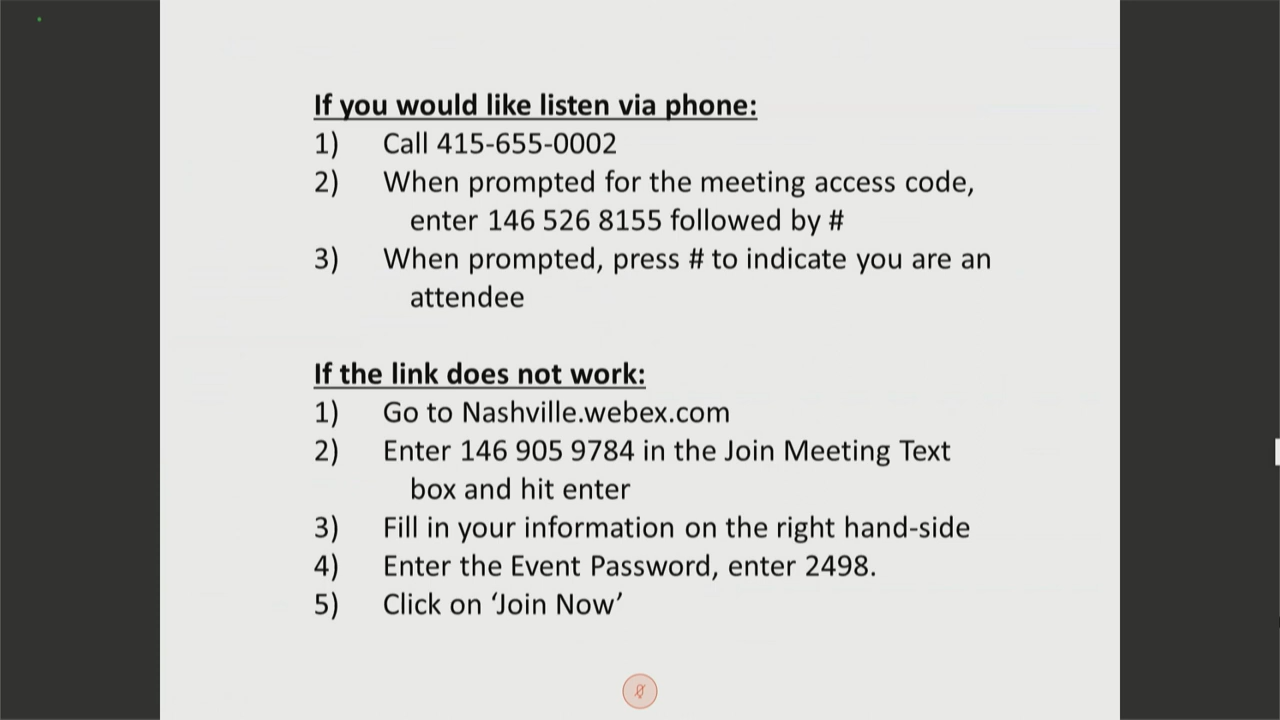 If you would like listen via phone:
1) Call 415-655-0002
2) When prompted for the meeting access code,
enter 146 526 8155 followed by #
3) When prompted, press # to indicate you are an
attendee
If the link does not work:
1) Go to Nashville.webex.com
2) Enter 146 905 9784 in the Join Meeting Text
box and hit enter
3) Fill in your information on the right hand-side
4) Enter the Event Password, enter 2498.
5) Click on ‘Join Now’